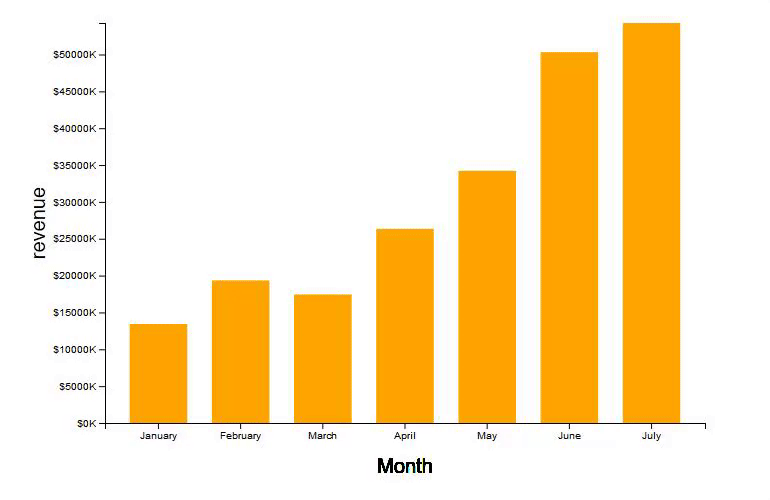 $50000K
$45000K
$40000K
$35000K
$30000K
$25000K
$20000K
$15000K
$10000K
$5000K
$0K
revenue
January February March April May June July
Month